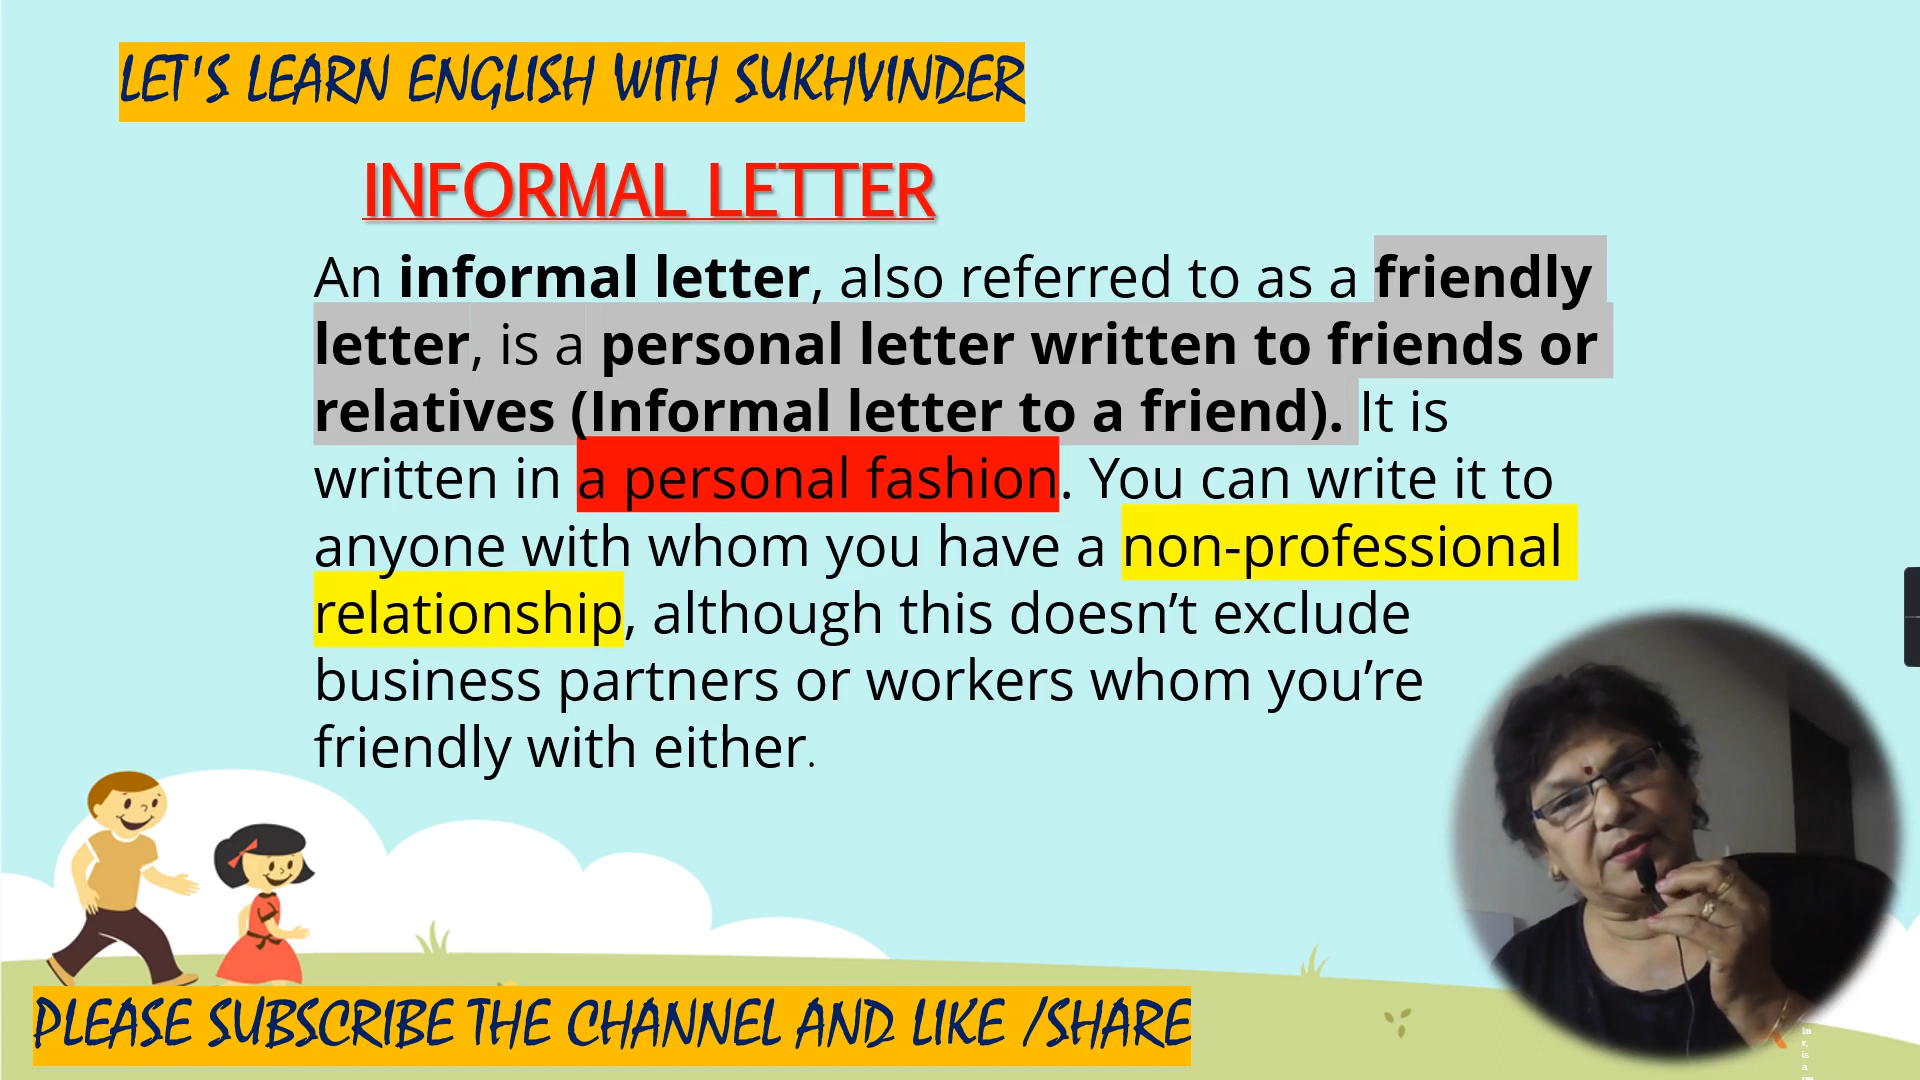 LET'S LEARN ENGLISH WITH SUKHVINDER
INFORMAL LETTER
An informal letter, also referred to as a friendly
letter, is a personal letter written to friends or
relatives (Informal letter to a friend). It is
written in a personal fashion. You can write it to
anyone with whom you have a non-professional
relationship, although this doesn’t exclude
business partners or workers whom you’re
friendly with either.
PLEASE SUBSCRIBE THE CHANNEL AND LIKE /SHARE
is
a